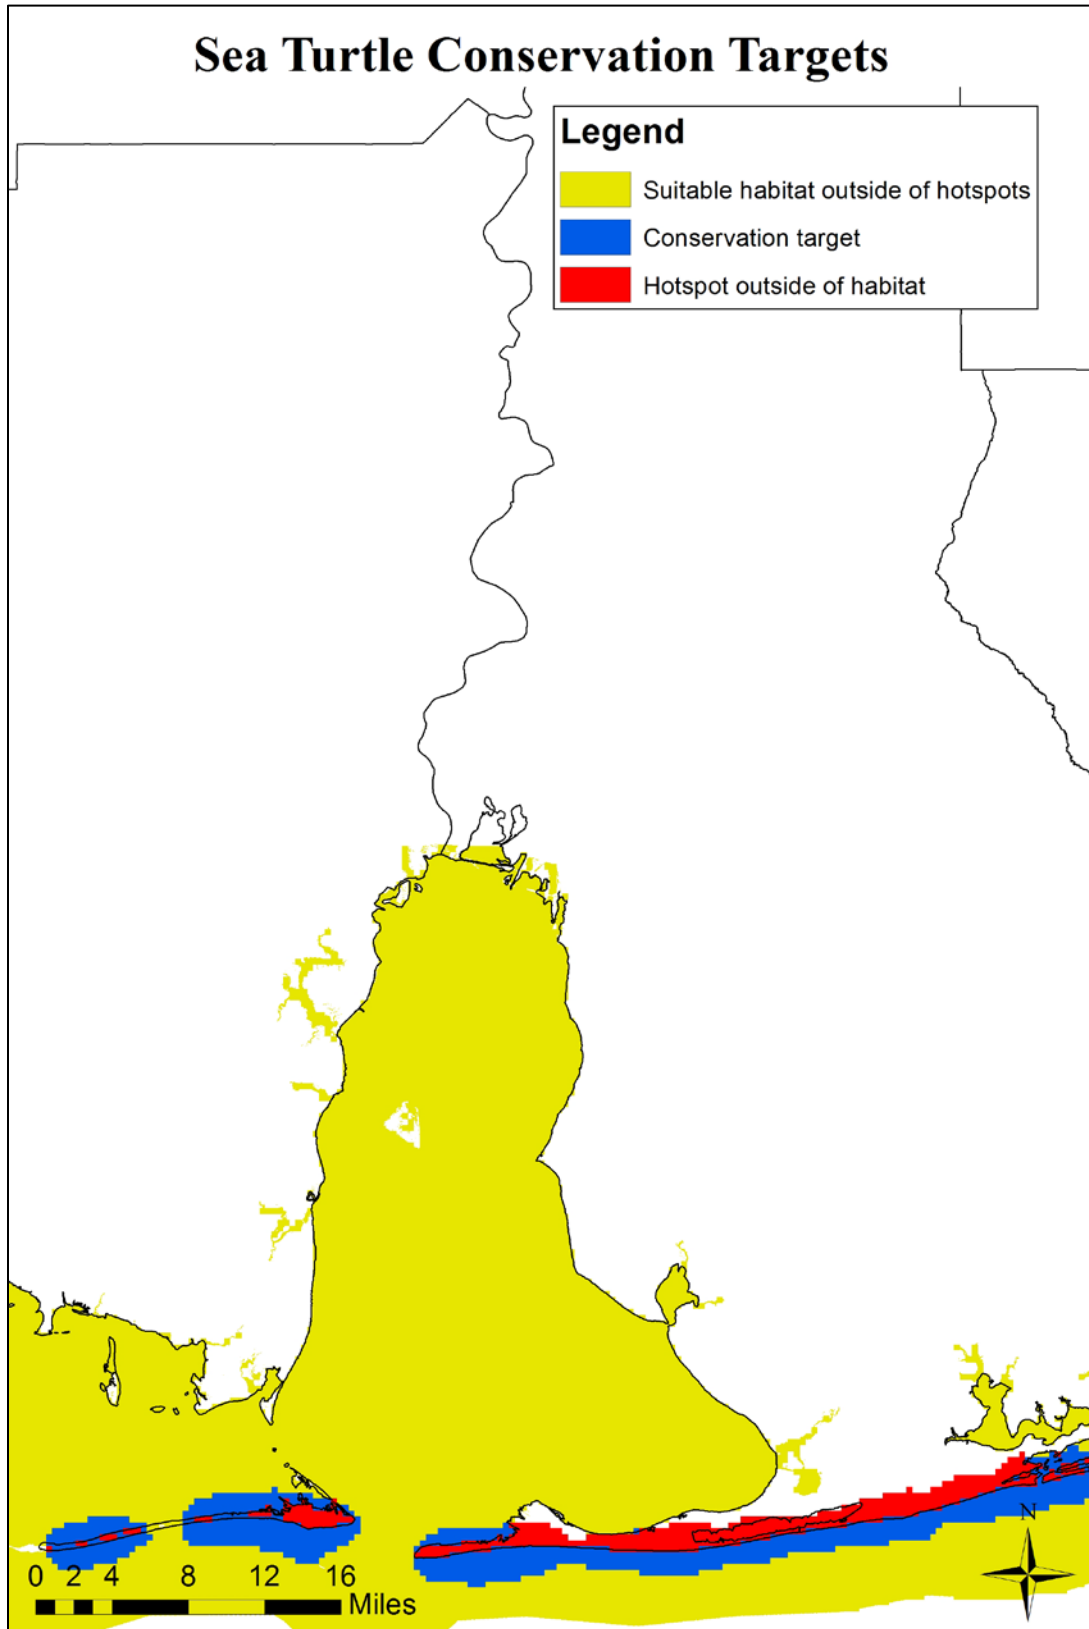 Sea Turtle Conservation Targets
Legend
Suitable habitat outside of hotspots
Conservation target
Hotspot outside of habitat
N
0 2 4 8 12 16
Miles